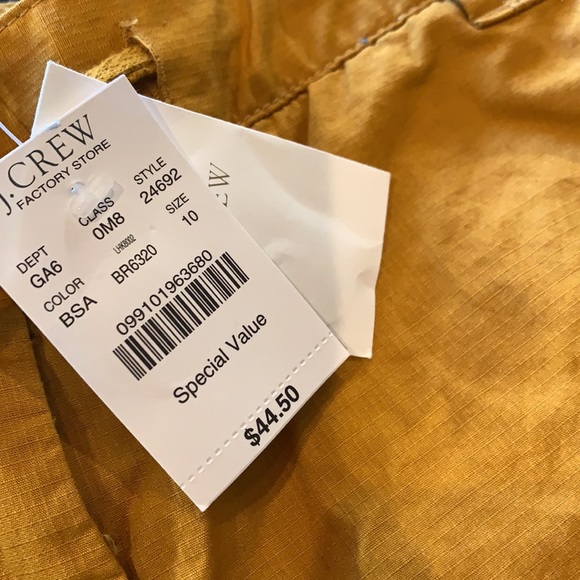 J.CREW
FACTORY STORE
DEPT CLASS STYLE
GA6 0M8 24692
COLOR SIZE
BSA BR6320 10
099101963680
Special Value
$44.50
REW